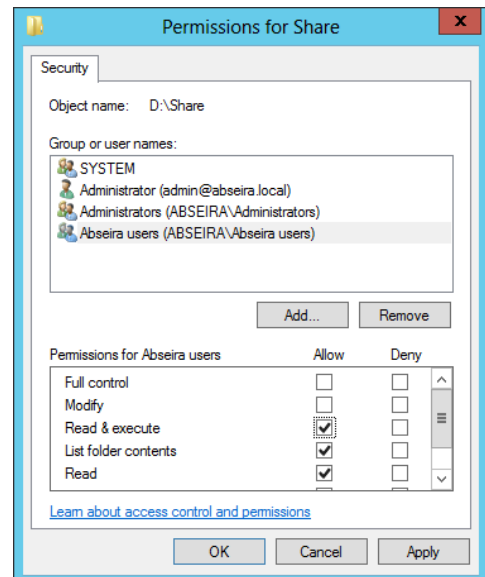 Permissions for Share
x
Security
Object name: D:\Share
Group or user names:
SYSTEM
Administrator (admin@abseira.local)
Administrators (ABSEIRA\Administrators)
Abseira users (ABSEIRA\Abseira users)
Add... Remove
Permissions for Abseira users Allow Deny
Full control
Modify
Read & execute
List folder contents
Read
Learn about access control and permissions
OK Cancel Apply